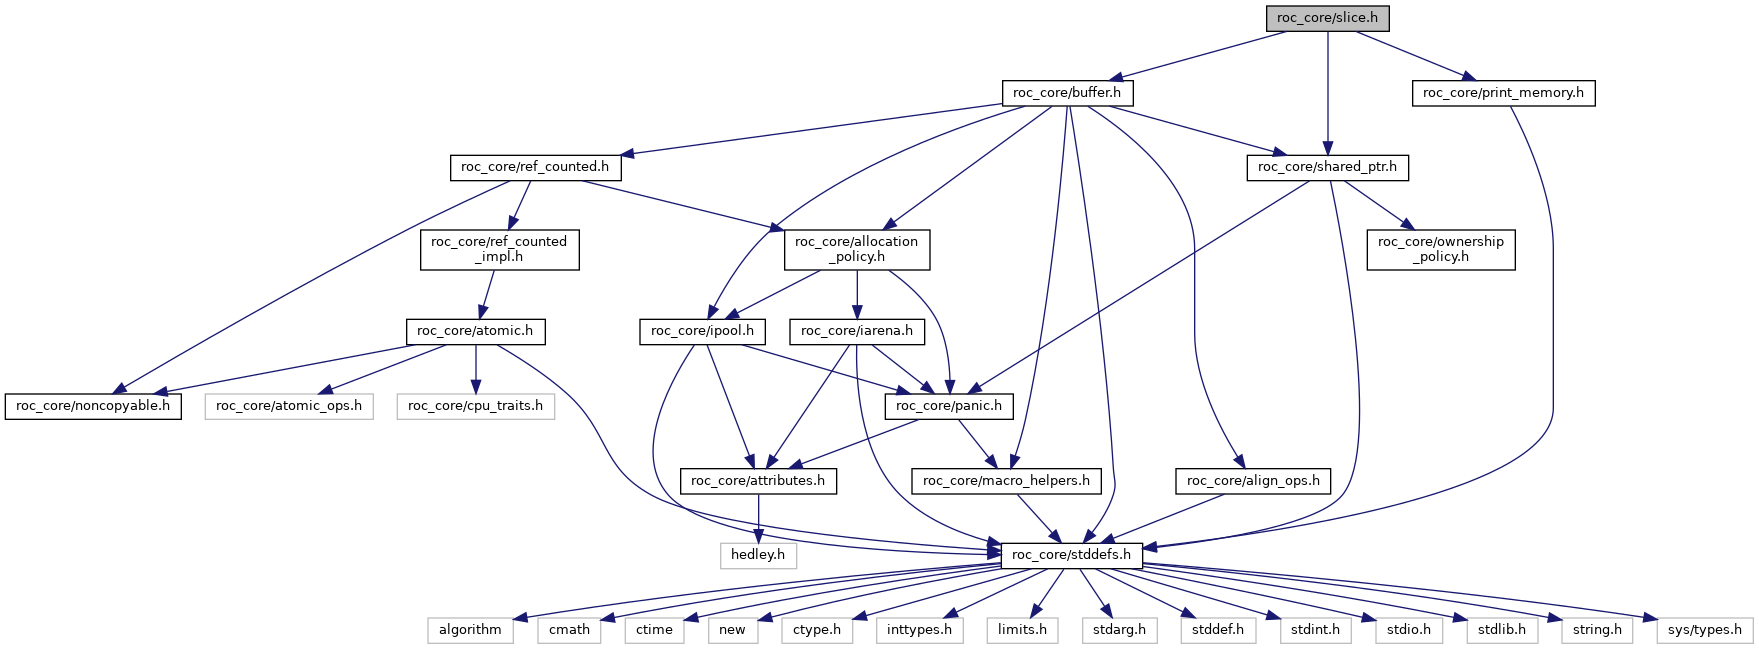 roc_core/slice.h
roc_core/buffer.h
roc_core/print_memory.h
roc_core/ref_counted.h
roc_core/shared_ptr.h
roc_core/ref_counted
_impl.h
roc_core/allocation
_policy.h
roc_core/ownership
_policy.h
roc_core/atomic.h
roc_core/ipool.h
roc_core/iarena.h
roc_core/noncopyable.h
roc_core/atomic_ops.h
roc_core/cpu_traits.h
roc_core/panic.h
roc_core/attributes.h
roc_core/macro_helpers.h
roc_core/align_ops.h
hedley.h
roc_core/stddefs.h
algorithm
cmath
ctime
new
ctype.h
inttypes.h
limits.h
stdarg.h
stddef.h
stdint.h
stdio.h
stdlib.h
string.h
sys/types.h